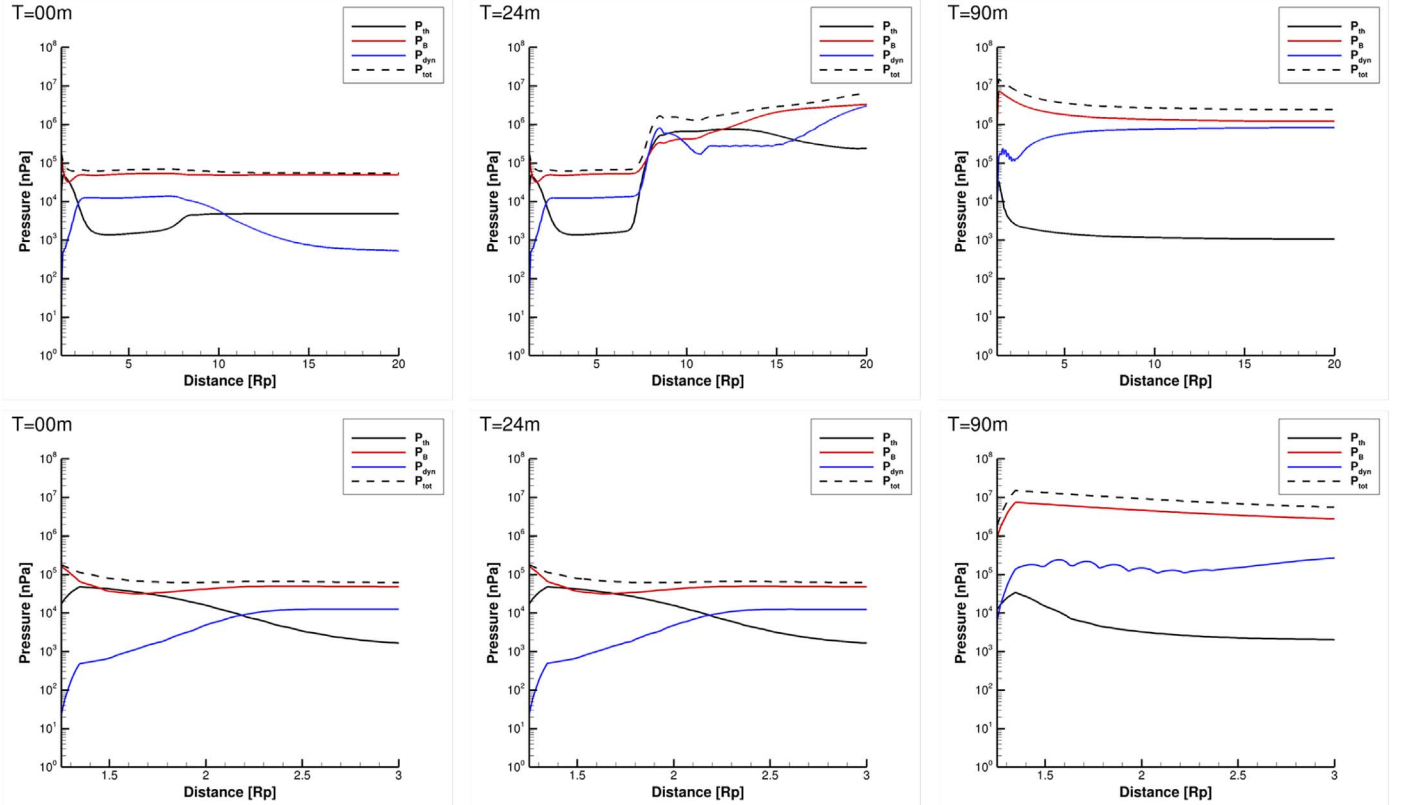 T=00m
P_th
P_B
P_dyn
P_tot
10^8
10^7
10^6
10^5
10^4
10^3
10^2
10^1
10^0
Pressure [nPa]
5
10
15
20
Distance [Rp]
T=24m
P_th
P_B
P_dyn
P_tot
10^8
10^7
10^6
10^5
10^4
10^3
10^2
10^1
10^0
Pressure [nPa]
5
10
15
20
Distance [Rp]
T=90m
P_th
P_B
P_dyn
P_tot
10^8
10^7
10^6
10^5
10^4
10^3
10^2
10^1
10^0
Pressure [nPa]
5
10
15
20
Distance [Rp]
T=00m
P_th
P_B
P_dyn
P_tot
10^8
10^7
10^6
10^5
10^4
10^3
10^2
10^1
10^0
Pressure [nPa]
1.5
2
2.5
3
Distance [Rp]
T=24m
P_th
P_B
P_dyn
P_tot
10^8
10^7
10^6
10^5
10^4
10^3
10^2
10^1
10^0
Pressure [nPa]
1.5
2
2.5
3
Distance [Rp]
T=90m
P_th
P_B
P_dyn
P_tot
10^8
10^7
10^6
10^5
10^4
10^3
10^2
10^1
10^0
Pressure [nPa]
1.5
2
2.5
3
Distance [Rp]